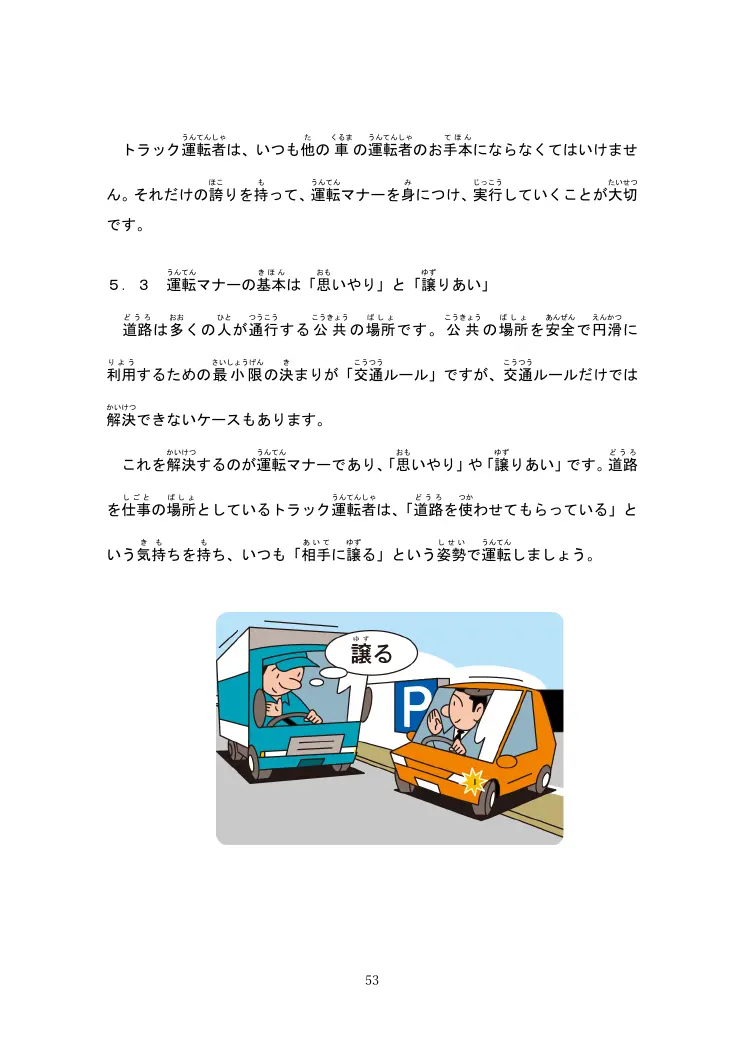 トラック運転者は、いつも他の車の運転者のお手本にならなくてはいけませ
ん。それだけの誇りを持って、運転マナーを身につけ、実行していくことが大切
です。
5．3　運転マナーの基本は「思いやり」と「譲りあい」
道路は多くの人が通行する公共の場所です。公共の場所を安全で円滑に
利用するための最小限の決まりが「交通ルール」ですが、交通ルールだけでは
解決できないケースもあります。
これを解決するのが運転マナーであり、「思いやり」や「譲りあい」です。道路
を仕事の場所としているトラック運転者は、「道路を使わせてもらっている」と
いう気持ちを持ち、いつも「相手に譲る」という姿勢で運転しましょう。
譲る
P
53